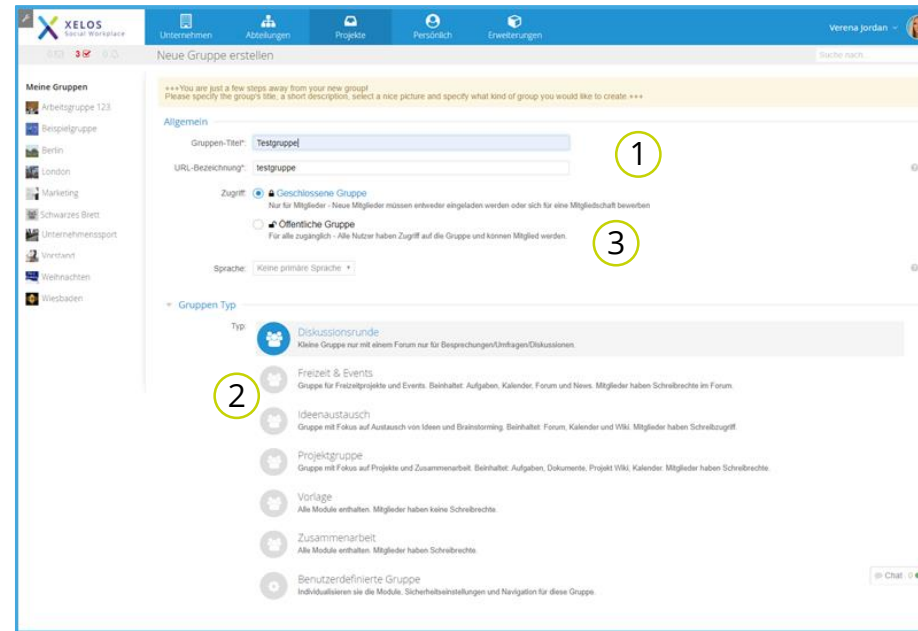 XELOS
Social Workplace
Unternehmen Abteilungen Projekte Persönlich Erweiterungen
Verena Jordan
0 3 0
Neue Gruppe erstellen
Suche nach
Meine Gruppen
Arbeitsgruppe 123
Beispielgruppe
Berlin
London
Marketing
Schwarzes Brett
Unternehmenssport
Vorstand
Weihnachten
Wiesbaden
+++You are just a few steps away from your new group!
Please specify the group's title, a short description, select a nice picture and specify what kind of group you would like to create +++
Allgemein
Gruppen-Titel*: Testgruppe
1
URL-Bezeichnung*: testgruppe
Zugriff: Geschlossene Gruppe
Nur für Mitglieder - Neue Mitglieder müssen entweder eingeladen werden oder sich für eine Mitgliedschaft bewerben
Öffentliche Gruppe
Für alle zugänglich - Alle Nutzer haben Zugriff auf die Gruppe und können Mitglied werden.
3
Sprache: Keine primäre Sprache
Gruppen Typ
Typ: Diskussionsrunde
Kleine Gruppe nur mit einem Forum nur für Besprechungen/Umfragen/Diskussionen.
Freizeit & Events
Gruppe für Freizeitprojekte und Events. Beinhaltet: Aufgaben, Kalender, Forum und News. Mitglieder haben Schreibrechte im Forum.
2
Ideenaustausch
Gruppe mit Fokus auf Austausch von Ideen und Brainstorming. Beinhaltet: Forum, Kalender und Wiki. Mitglieder haben Schreibzugriff.
Projektgruppe
Gruppe mit Fokus auf Projekte und Zusammenarbeit. Beinhaltet: Aufgaben, Dokumente, Projekt Wiki, Kalender. Mitglieder haben Schreibrechte.
Vorlage
Alle Module enthalten. Mitglieder haben keine Schreibrechte.
Zusammenarbeit
Alle Module enthalten. Mitglieder haben Schreibrechte.
Benutzerdefinierte Gruppe
Individualisieren sie die Module, Sicherheitseinstellungen und Navigation für diese Gruppe.
Chat 0